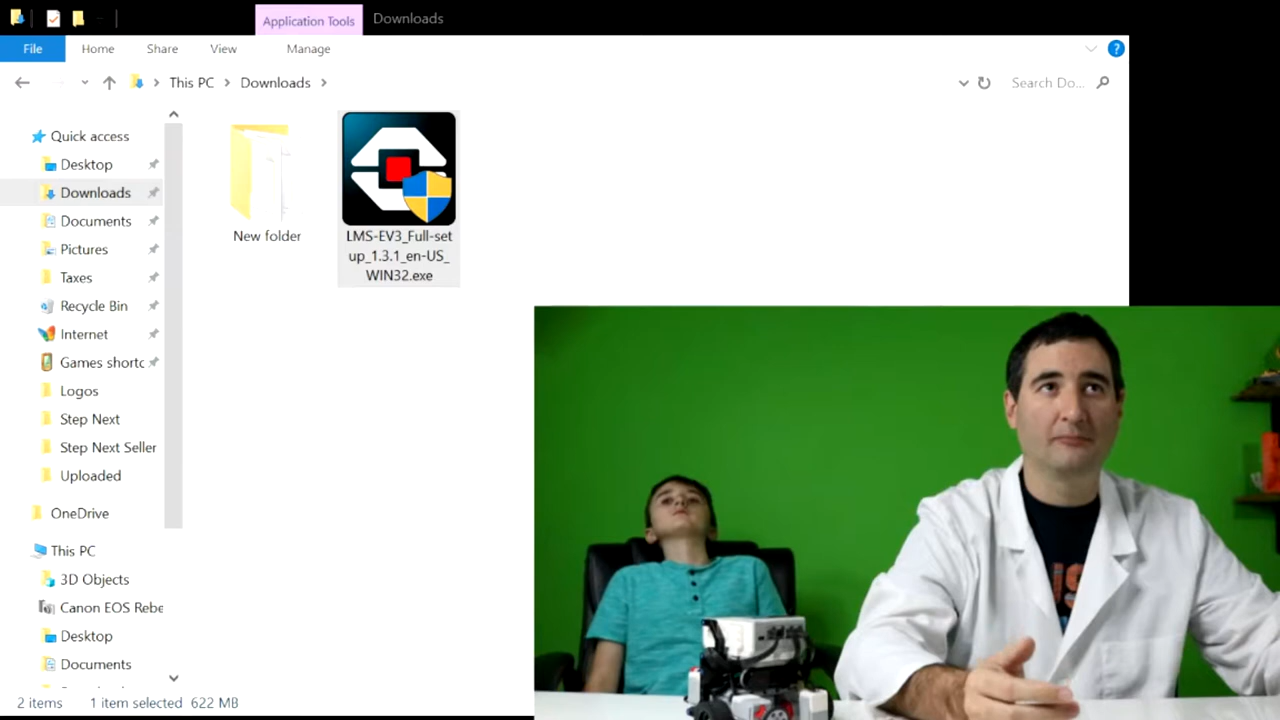 Application Tools
Downloads
File
Home
Share
View
Manage
?
This PC
Downloads
Search Do...
Quick access
Desktop
Downloads
Documents
Pictures
Taxes
Recycle Bin
Internet
Games shortc
Logos
Step Next
Step Next Seller
Uploaded
OneDrive
This PC
3D Objects
Canon EOS Rebe
Desktop
Documents
New folder
LMS-EV3_Full-set
up_1.3.1_en-US_
WIN32.exe
2 items
1 item selected
622 MB